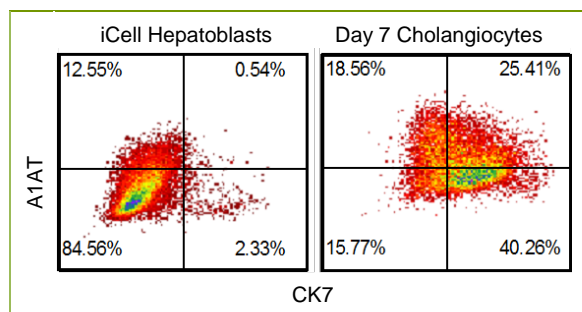 iCell Hepatoblasts
Day 7 Cholangiocytes
12.55%
0.54%
18.56%
25.41%
A1AT
84.56%
2.33%
15.77%
40.26%
CK7